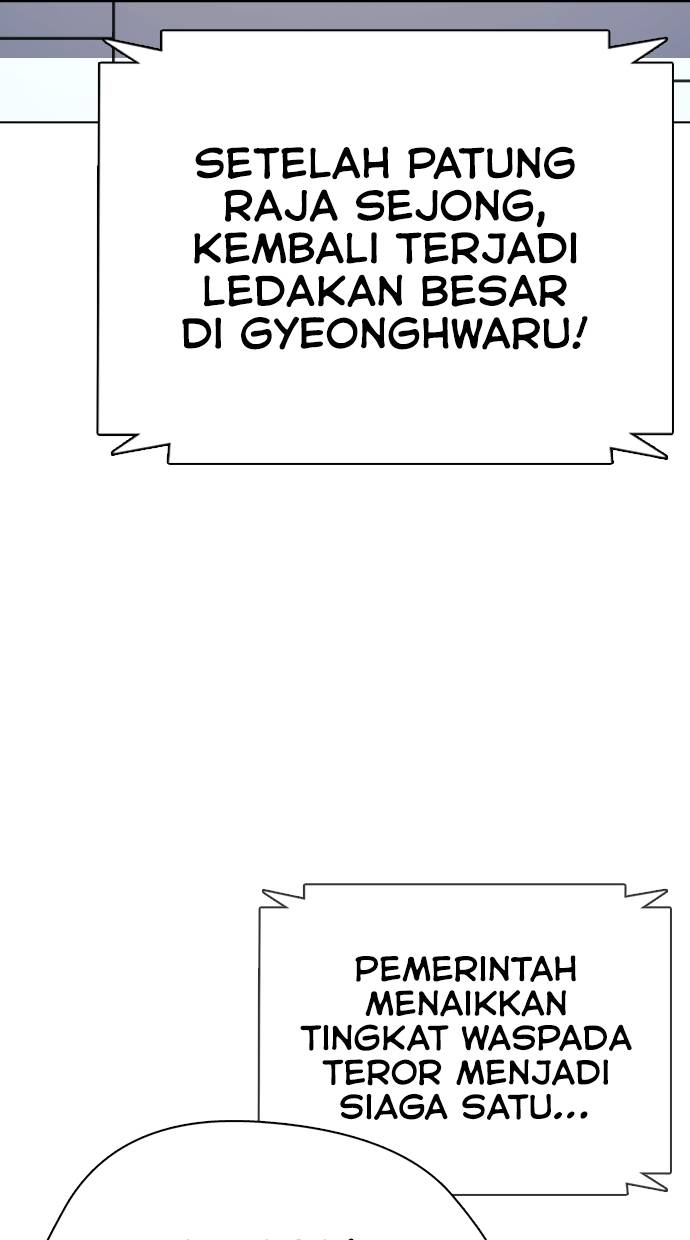 SETELAH PATUNG
RAJA SEJONG,
KEMBALI TERJADI
LEDAKAN BESAR
DI GYEONGHWARU!
PEMERINTAH
MENAIKKAN
TINGKAT WASPADA
TEROR MENJADI
SIAGA SATU...